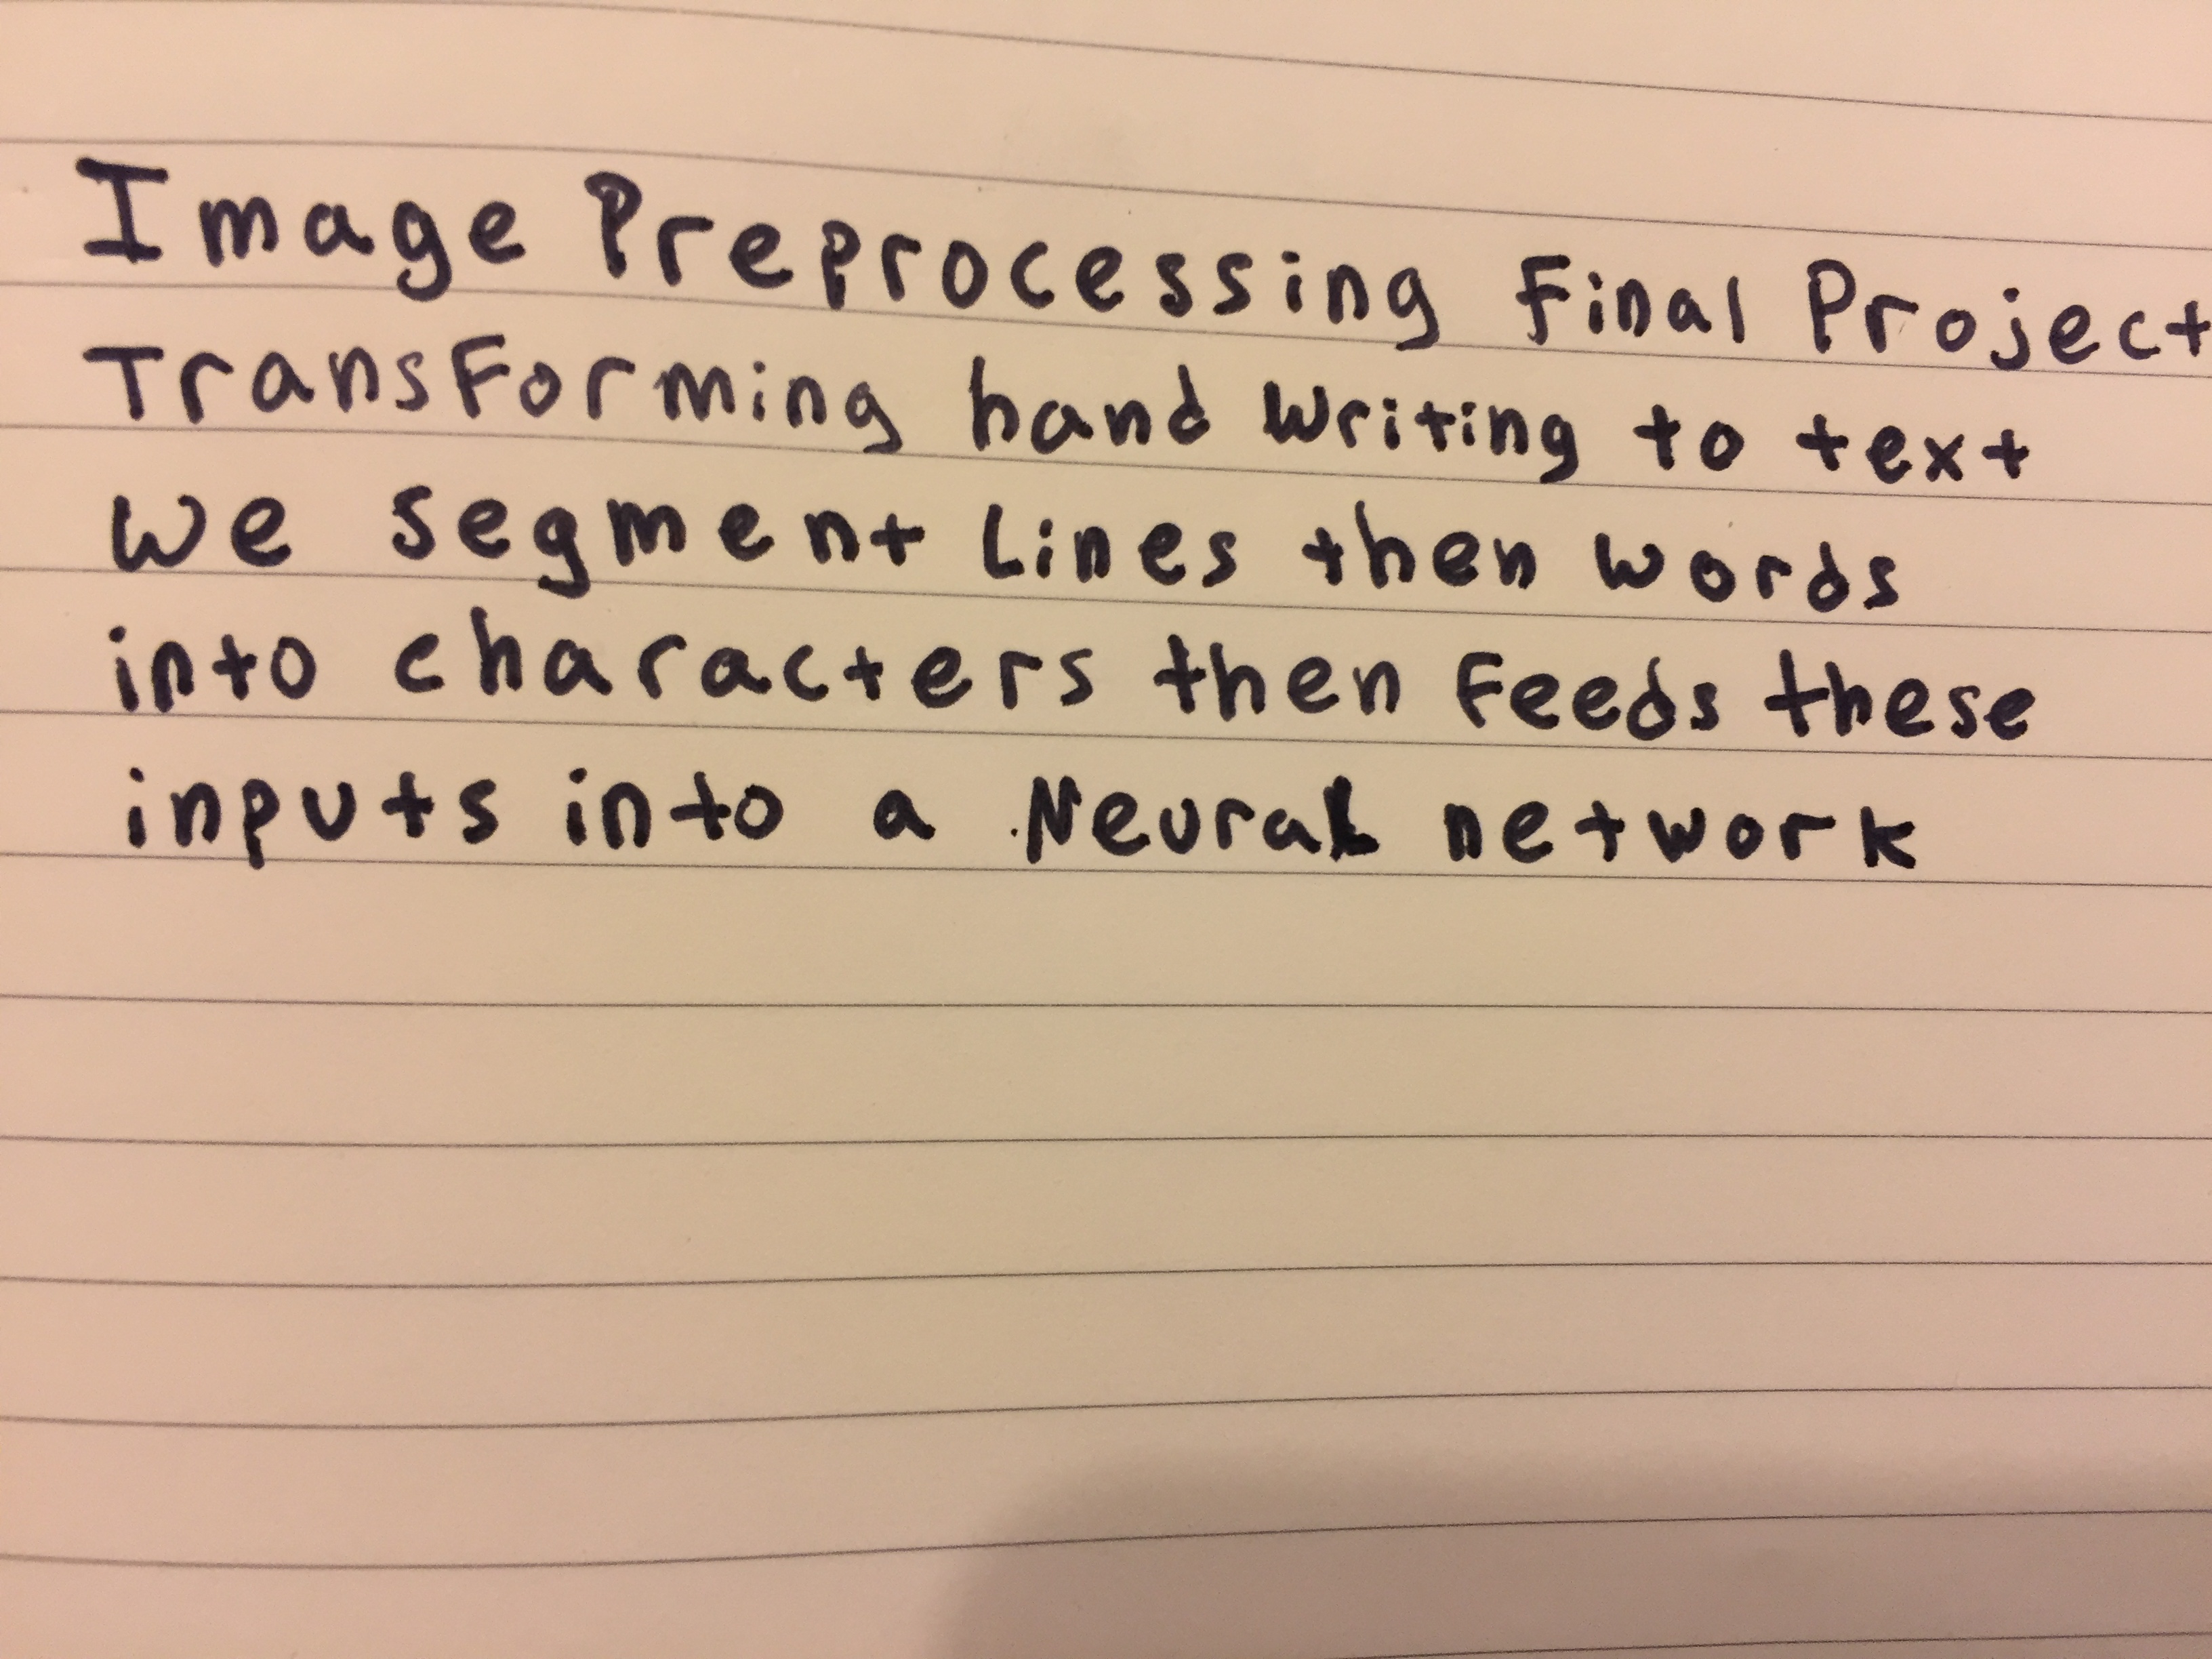 Image Preprocessing Final Project
TransForming hand writing to text
We segment Lines then words
into characters then Feeds these
inputs into a Neural network